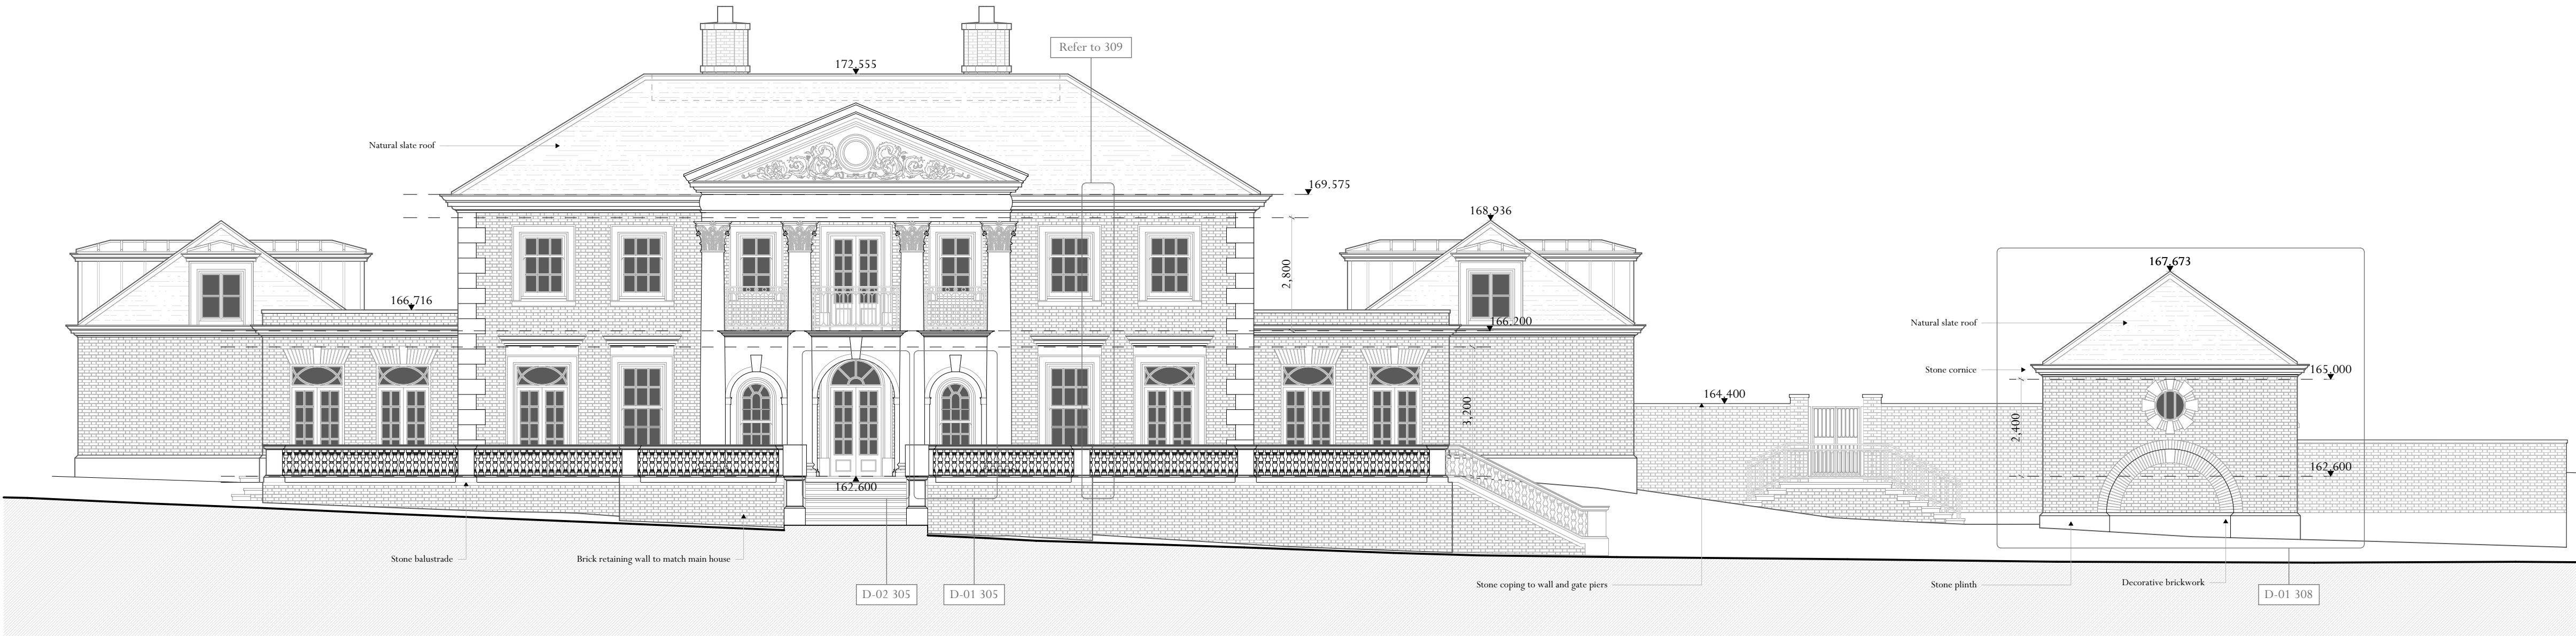 Refer to 309
172.555
Natural slate roof
169.575
168.936
2,800
166.716
166.200
167.673
Natural slate roof
Stone cornice
165.000
164.400
3,200
2,400
162.600
162.600
Stone balustrade
Brick retaining wall to match main house
Stone coping to wall and gate piers
Stone plinth
Decorative brickwork
D-02 305
D-01 305
D-01 308